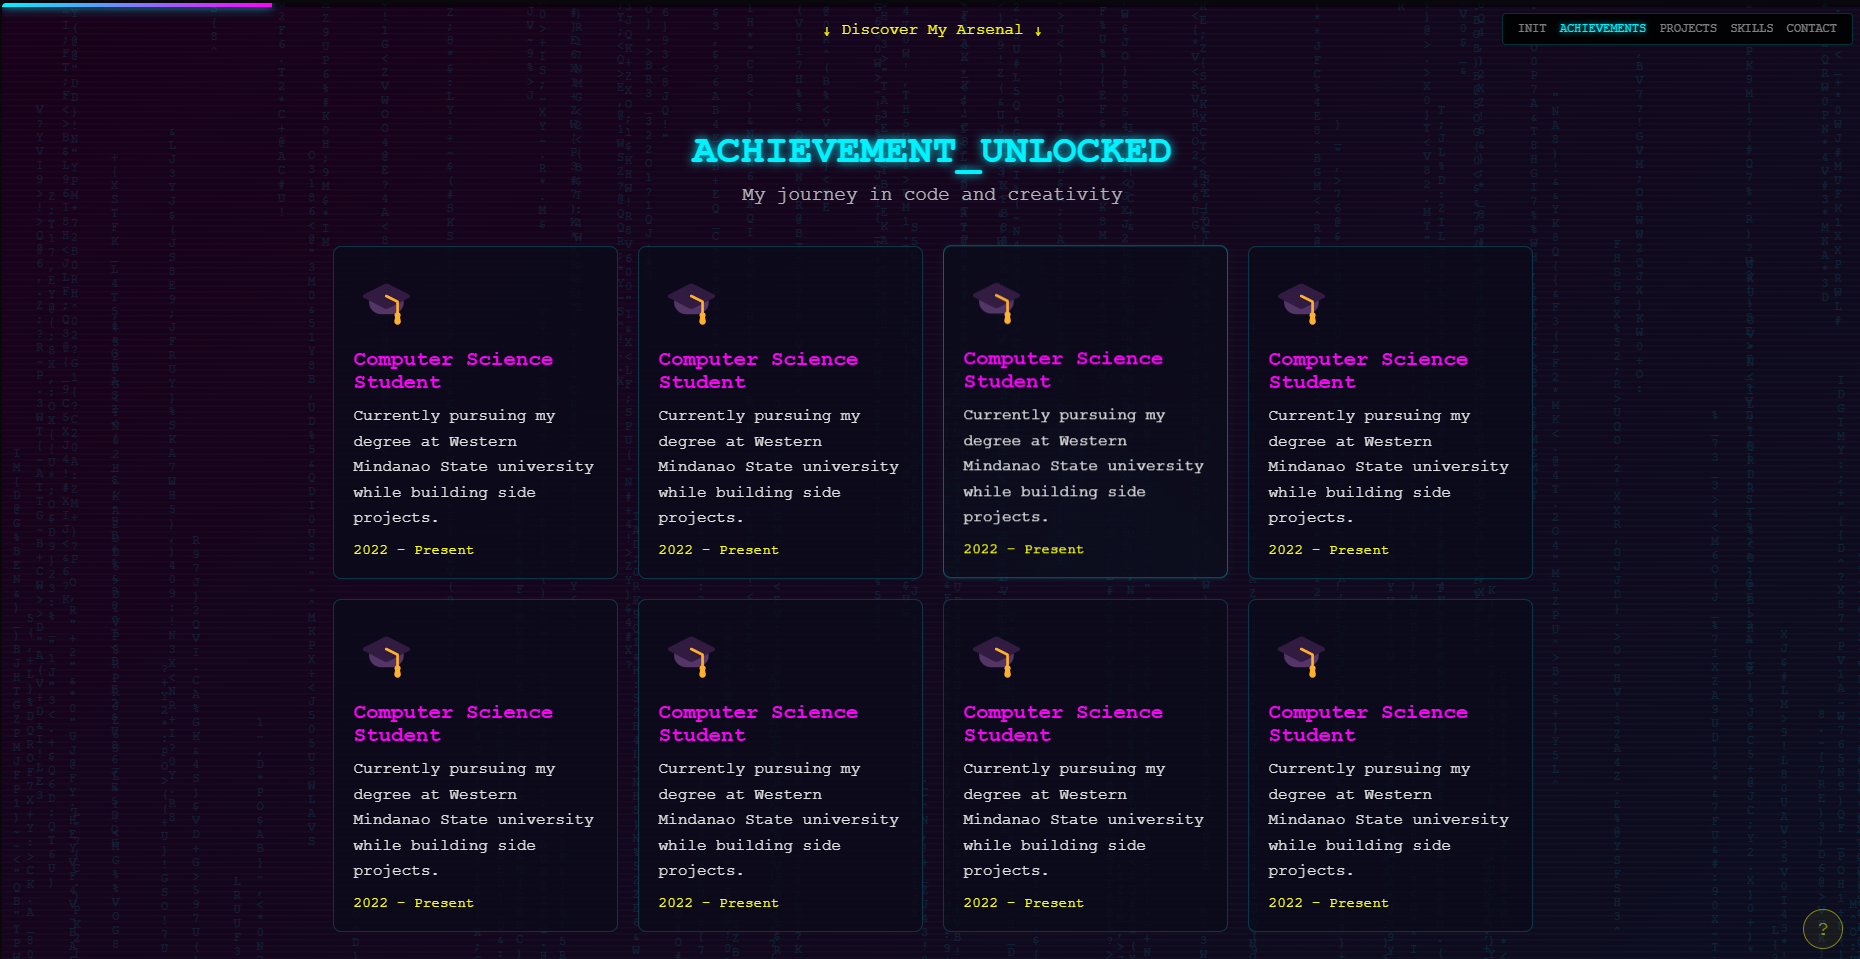 ↓ Discover My Arsenal ↓
INIT ACHIEVEMENTS PROJECTS SKILLS CONTACT
ACHIEVEMENT_UNLOCKED
My journey in code and creativity
Computer Science
Student
Currently pursuing my
degree at Western
Mindanao State university
while building side
projects.
2022 - Present
Computer Science
Student
Currently pursuing my
degree at Western
Mindanao State university
while building side
projects.
2022 - Present
Computer Science
Student
Currently pursuing my
degree at Western
Mindanao State university
while building side
projects.
2022 - Present
Computer Science
Student
Currently pursuing my
degree at Western
Mindanao State university
while building side
projects.
2022 - Present
Computer Science
Student
Currently pursuing my
degree at Western
Mindanao State university
while building side
projects.
2022 - Present
Computer Science
Student
Currently pursuing my
degree at Western
Mindanao State university
while building side
projects.
2022 - Present
Computer Science
Student
Currently pursuing my
degree at Western
Mindanao State university
while building side
projects.
2022 - Present
Computer Science
Student
Currently pursuing my
degree at Western
Mindanao State university
while building side
projects.
2022 - Present
?